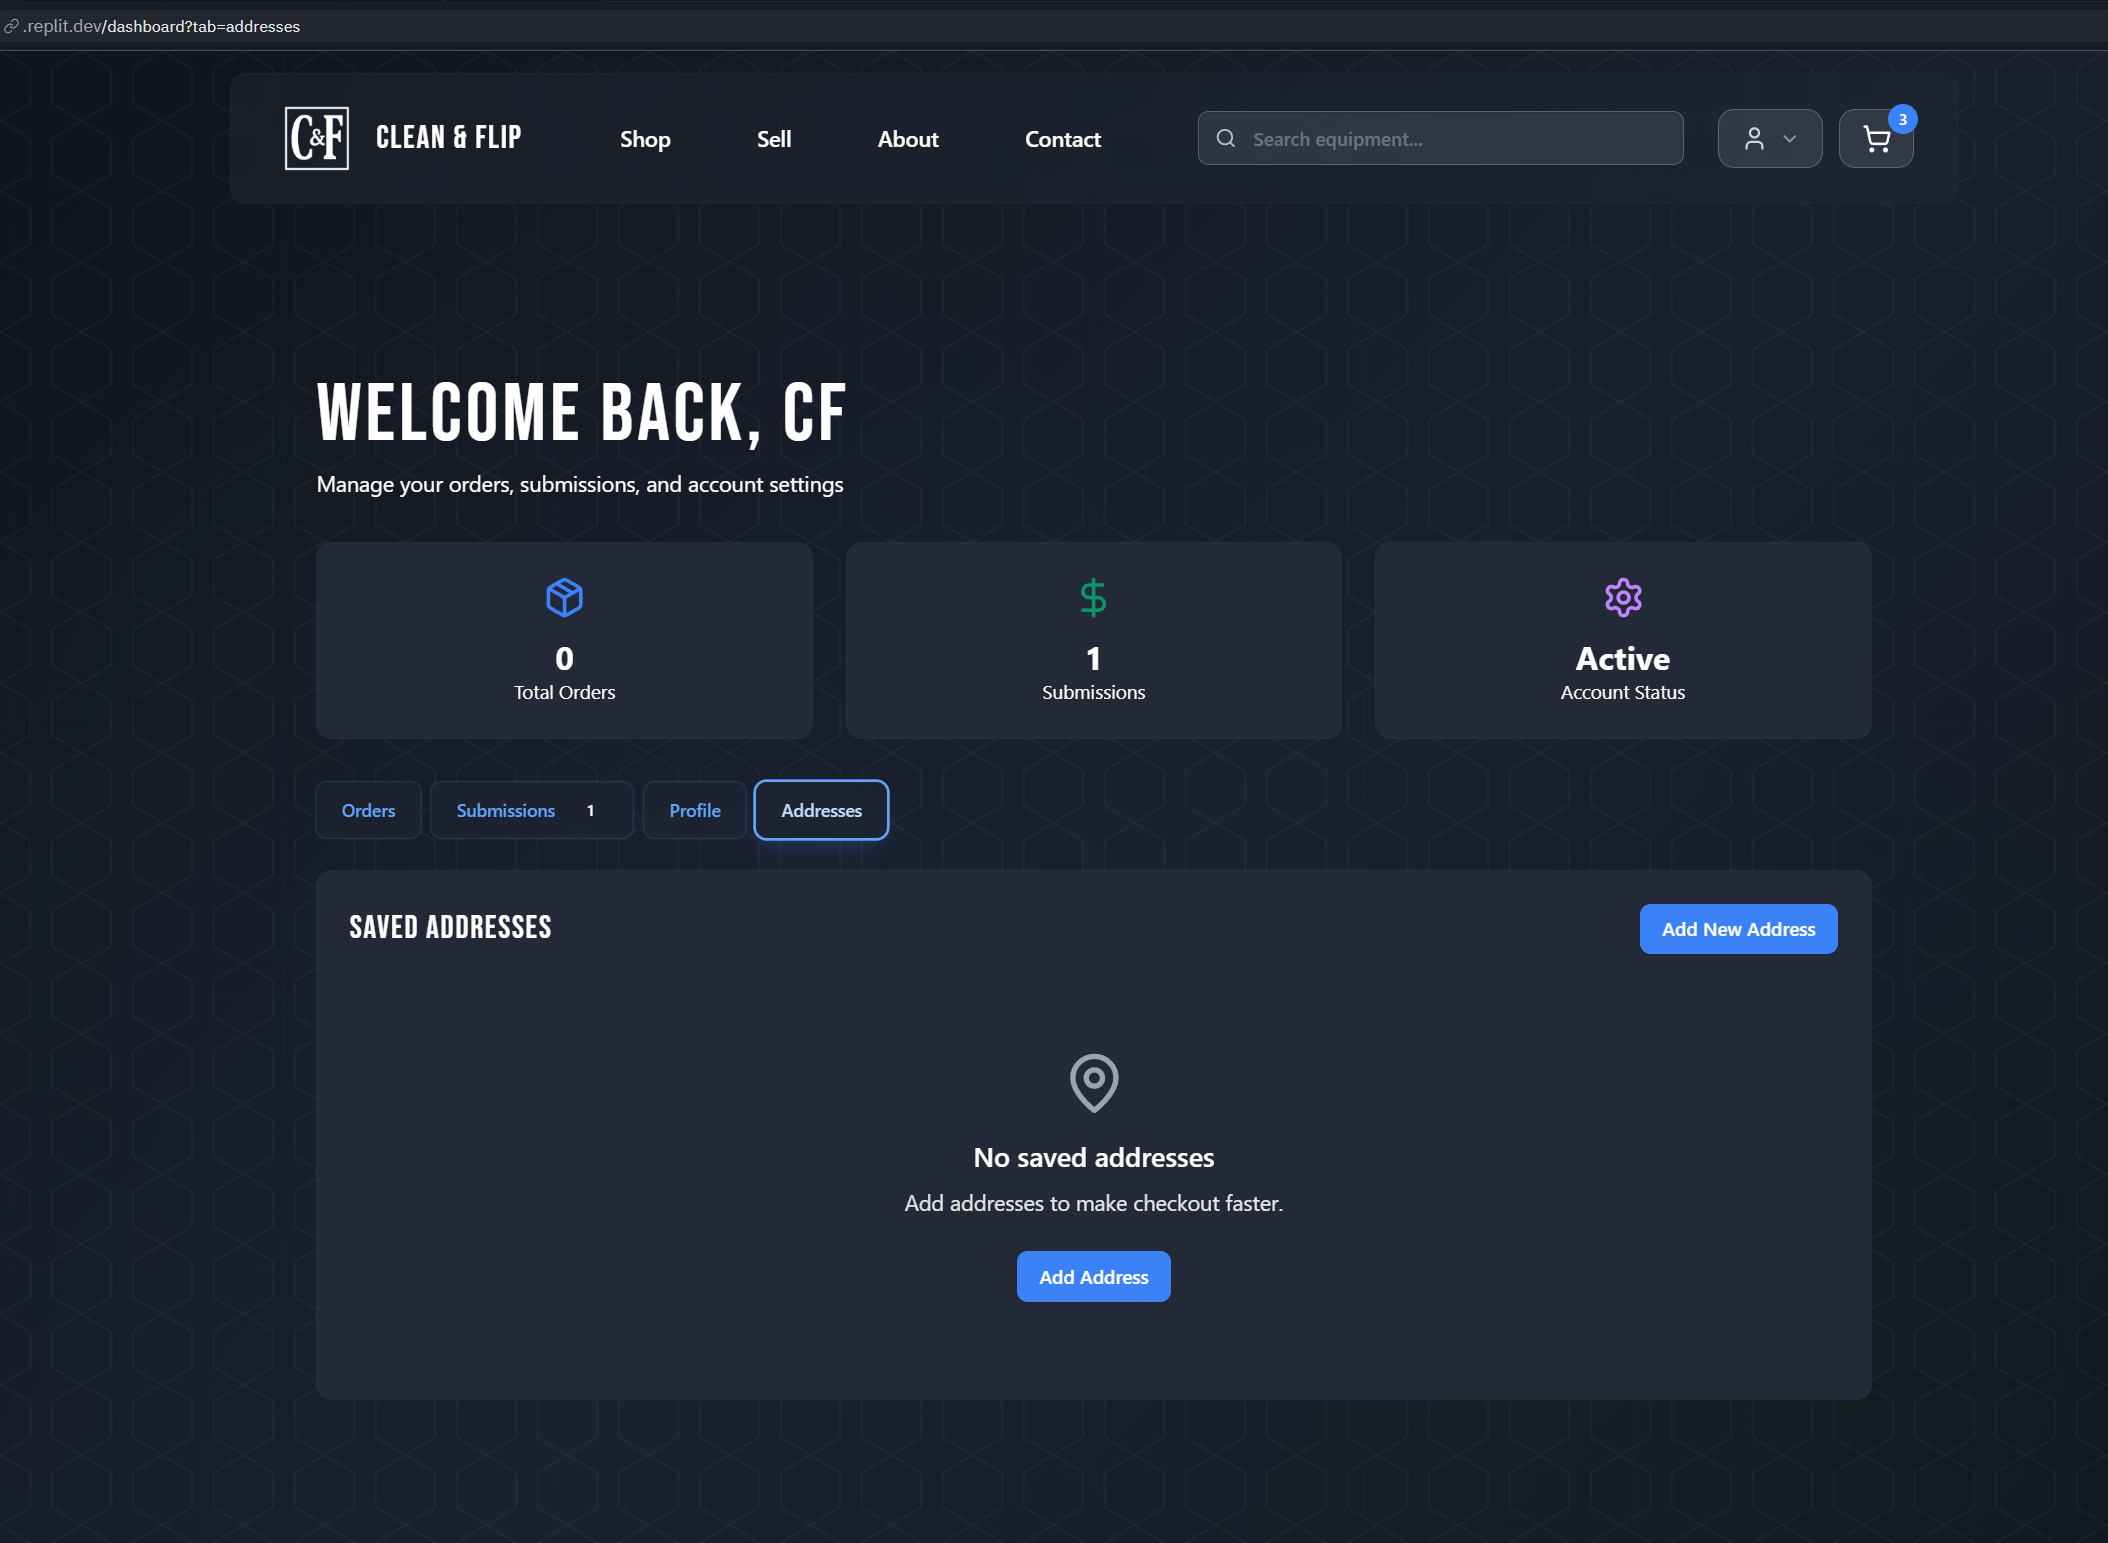 .replit.dev/dashboard?tab=addresses
C&F CLEAN & FLIP Shop Sell About Contact Search equipment... 3
WELCOME BACK, CF
Manage your orders, submissions, and account settings
0
Total Orders
1
Submissions
Active
Account Status
Orders Submissions 1 Profile Addresses
SAVED ADDRESSES Add New Address
No saved addresses
Add addresses to make checkout faster.
Add Address